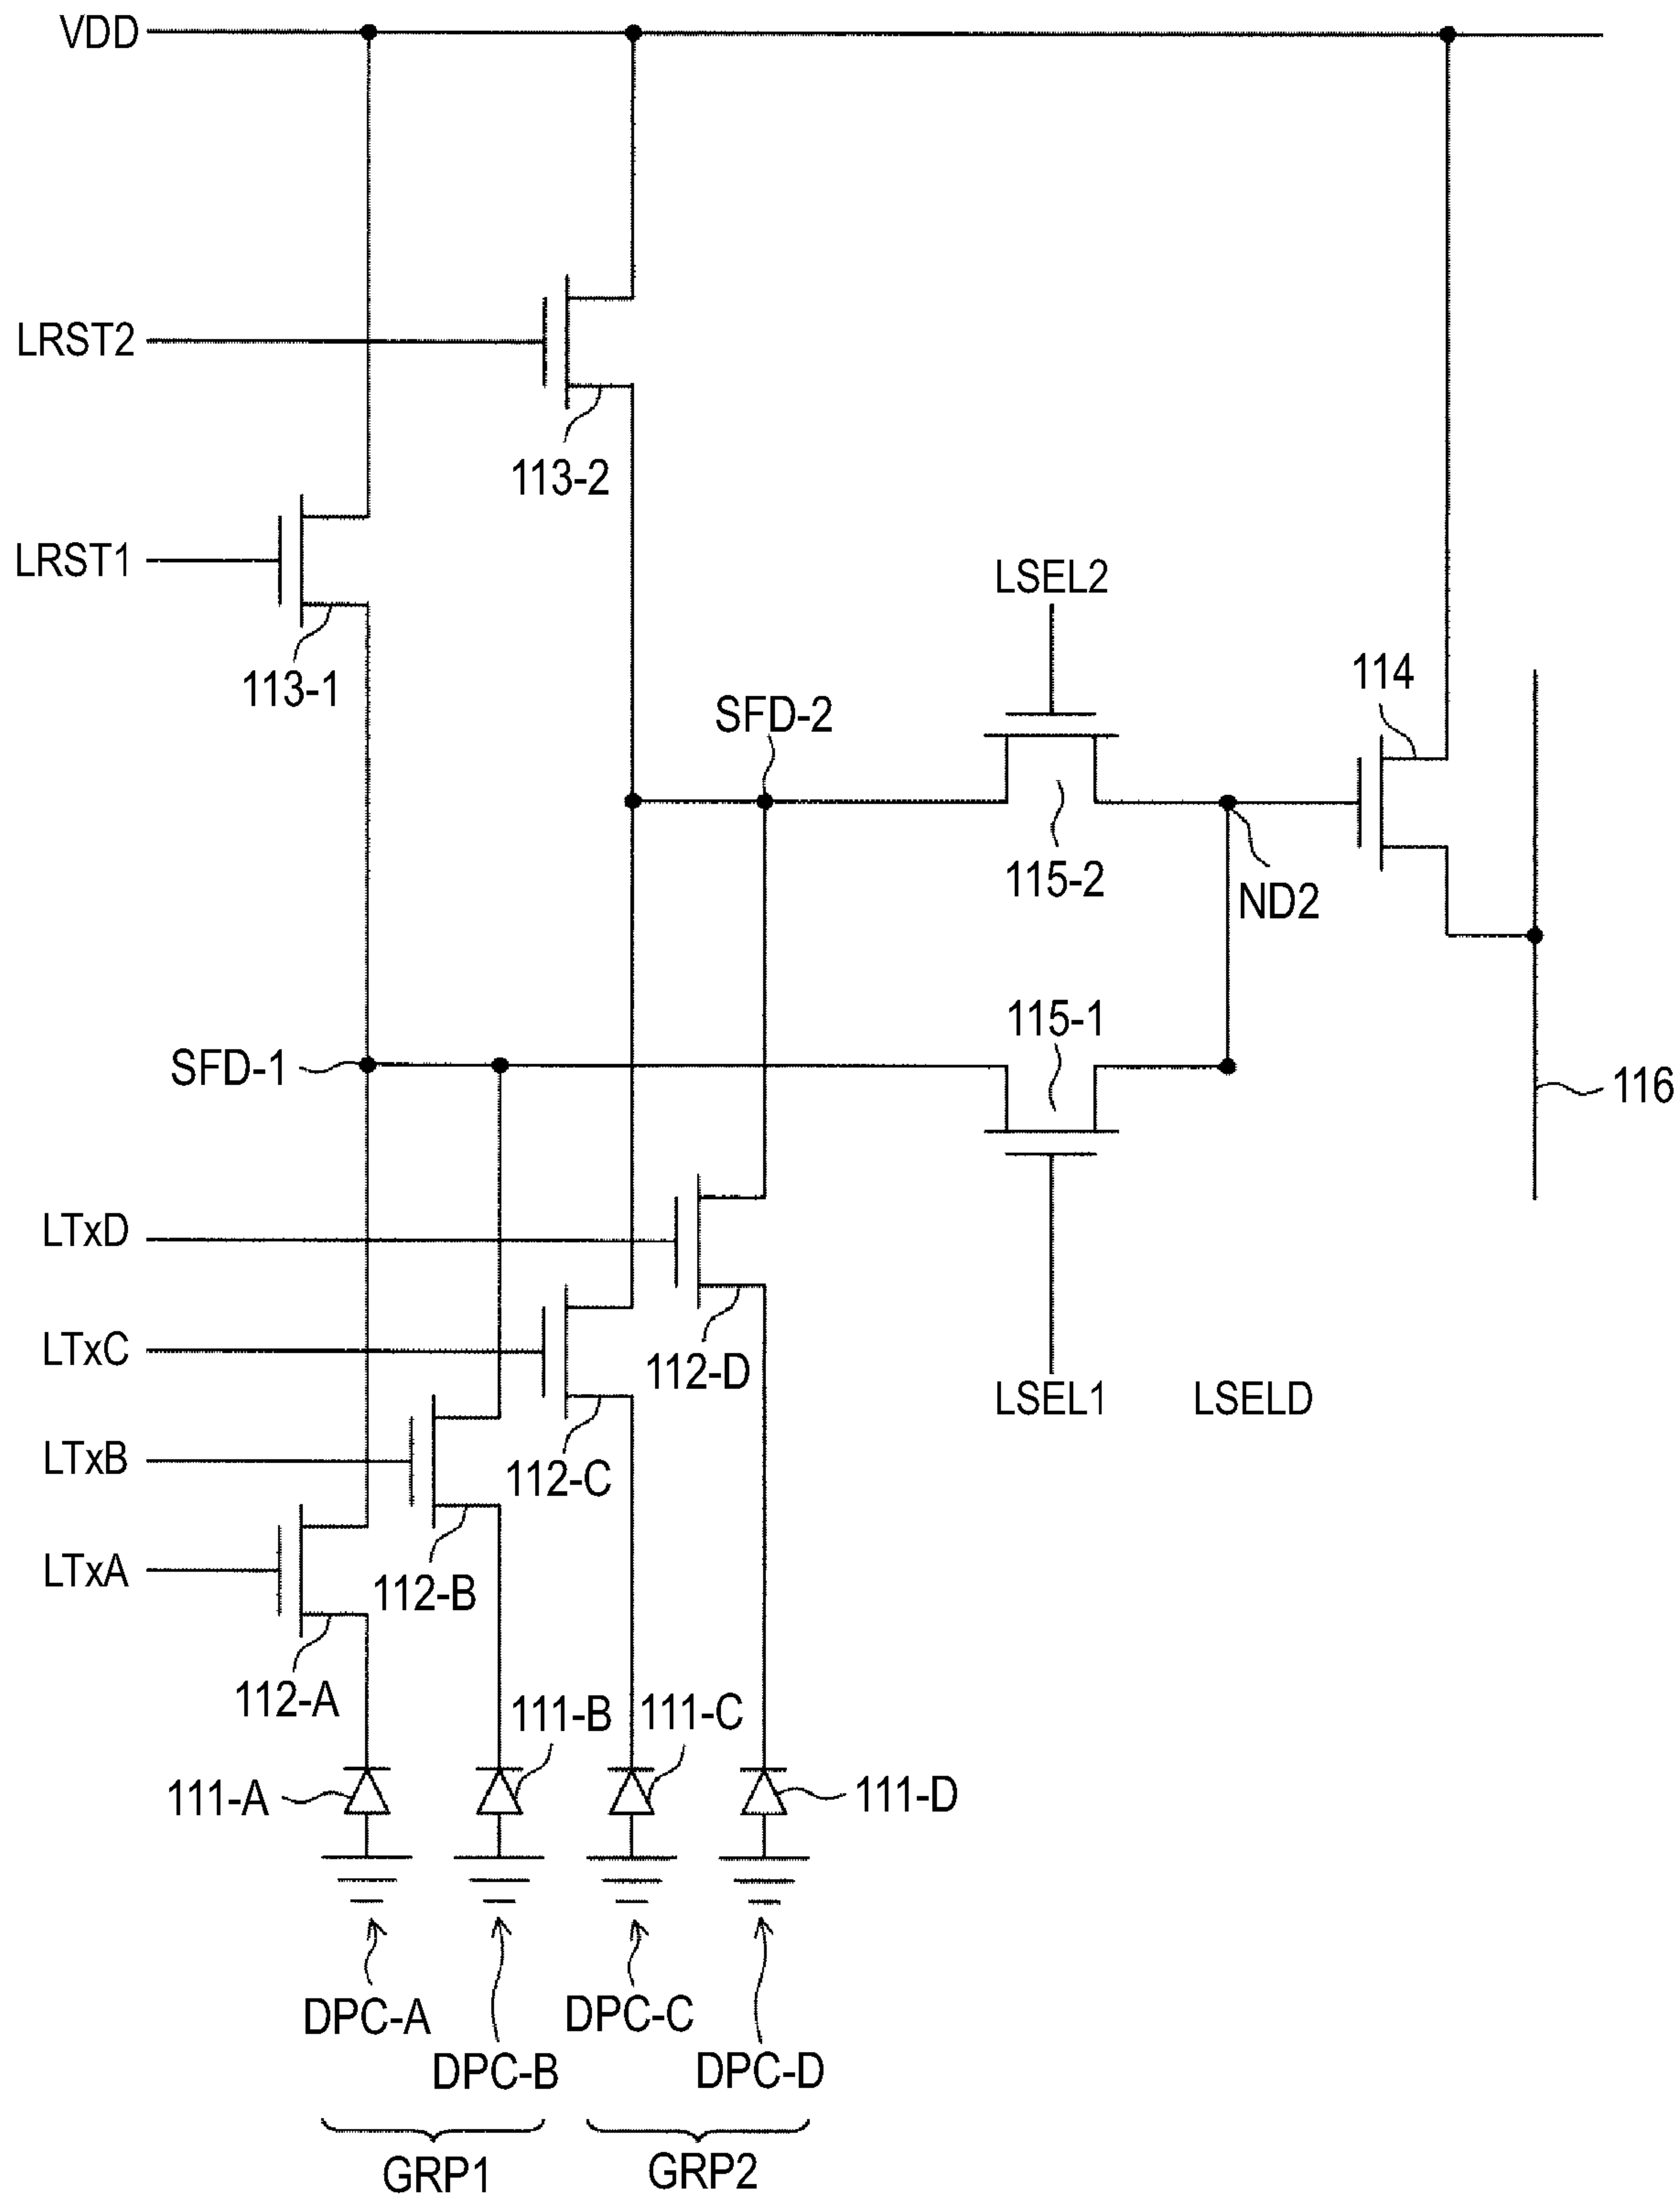 VDD
LRST2
113-2
LRST1
LSEL2
113-1
114
SFD-2
115-2
ND2
115-1
SFD-1
116
LTxD
LTxC
112-D
LSEL1 LSELD
LTxB
112-C
LTxA
112-B
112-A
111-B 111-C
111-A
111-D
DPC-A DPC-C
DPC-B DPC-D
GRP1 GRP2